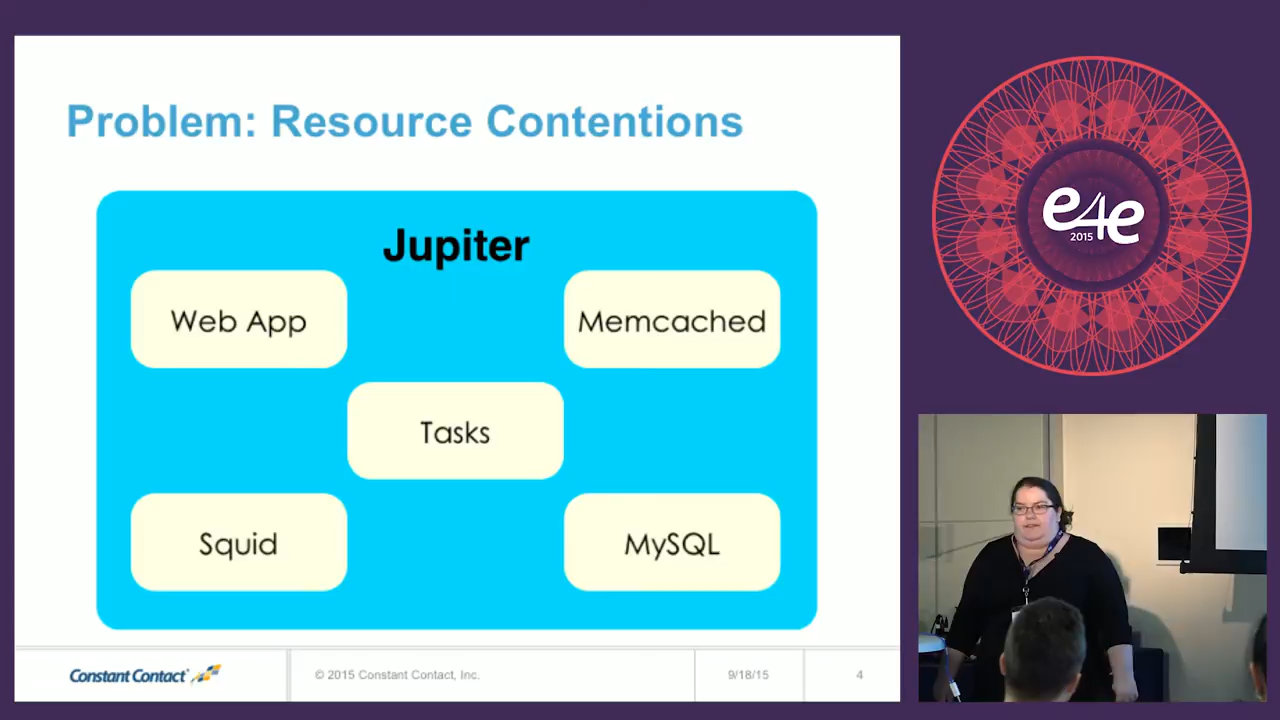 Problem: Resource Contentions
Jupiter
Web App
Memcached
Tasks
Squid
MySQL
Constant Contact
© 2015 Constant Contact, Inc.
9/18/15
4
e4e
2015